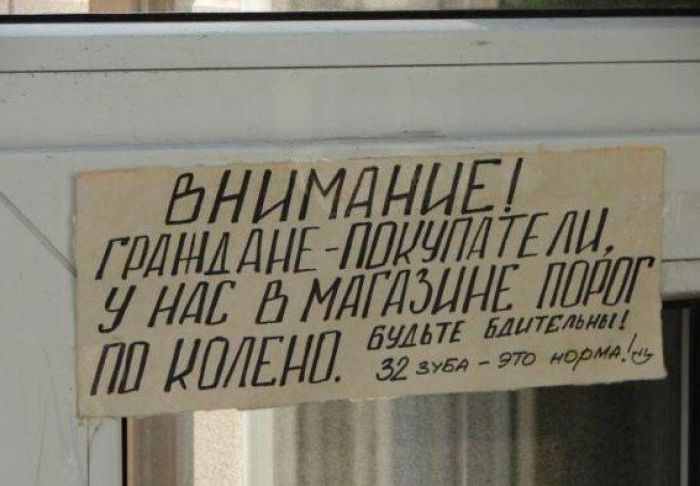 ВНИМАНИЕ!
ГРАЖДАНЕ-ПОКУПАТЕЛИ,
У НАС В МАГАЗИНЕ ПОРОГ
ПО КОЛЕНО. БУДЬТЕ БДИТЕЛЬНЫ!
32 ЗУБА - ЭТО НОРМА!